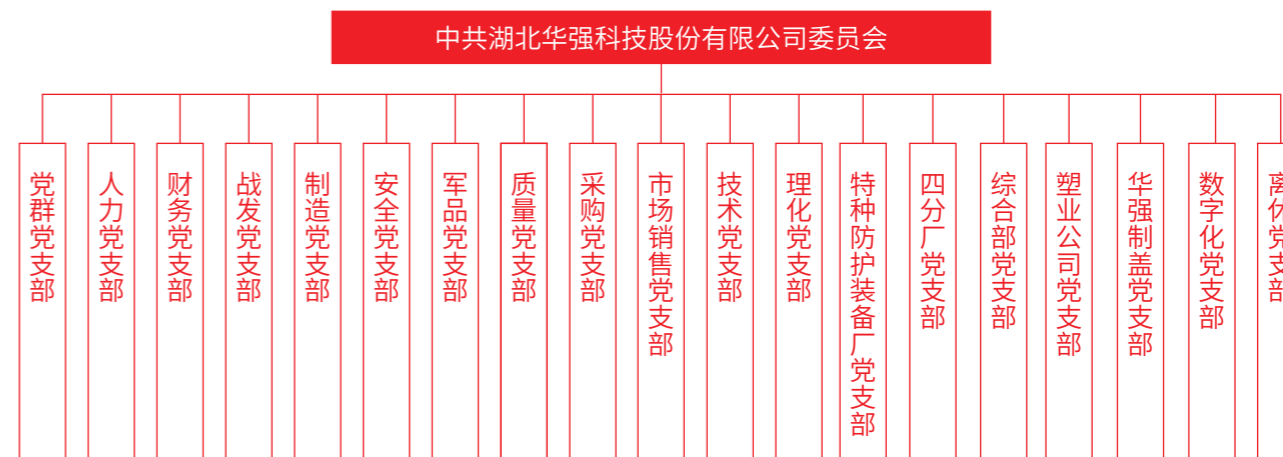 中共湖北华强科技股份有限公司委员会
党群党支部
人力党支部
财务党支部
战发党支部
制造党支部
安全党支部
军品党支部
质量党支部
采购党支部
市场销售党支部
技术党支部
理化党支部
特种防护装备厂党支部
四分厂党支部
综合部党支部
塑业公司党支部
华强制盖党支部
数字化党支部
离休党支部